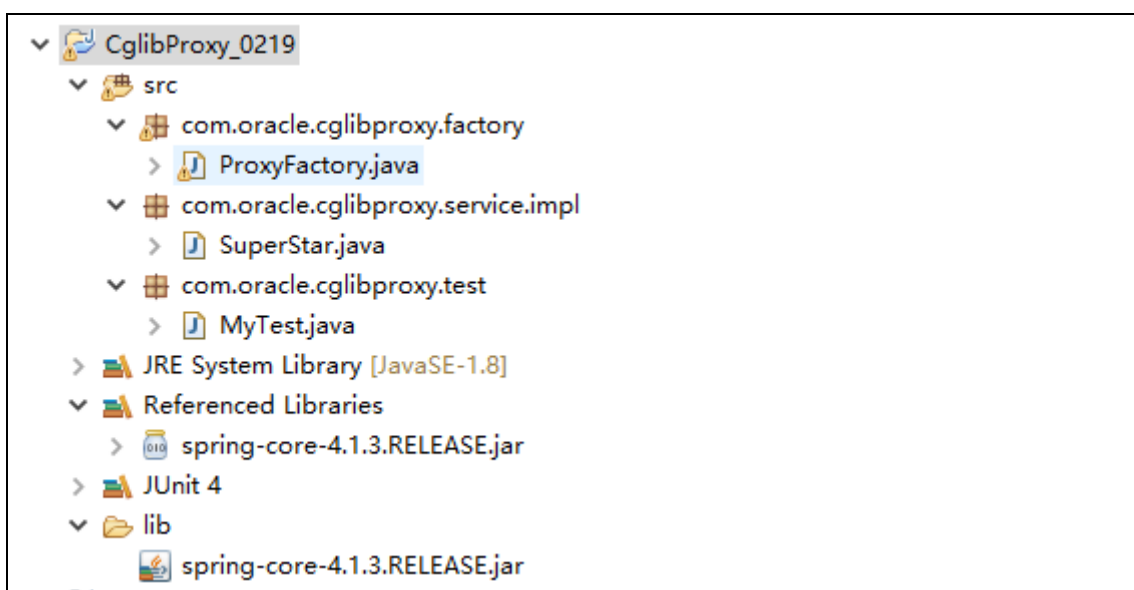 CglibProxy_0219
src
com.oracle.cglibproxy.factory
ProxyFactory.java
com.oracle.cglibproxy.service.impl
SuperStar.java
com.oracle.cglibproxy.test
MyTest.java
JRE System Library [JavaSE-1.8]
Referenced Libraries
spring-core-4.1.3.RELEASE.jar
JUnit 4
lib
spring-core-4.1.3.RELEASE.jar